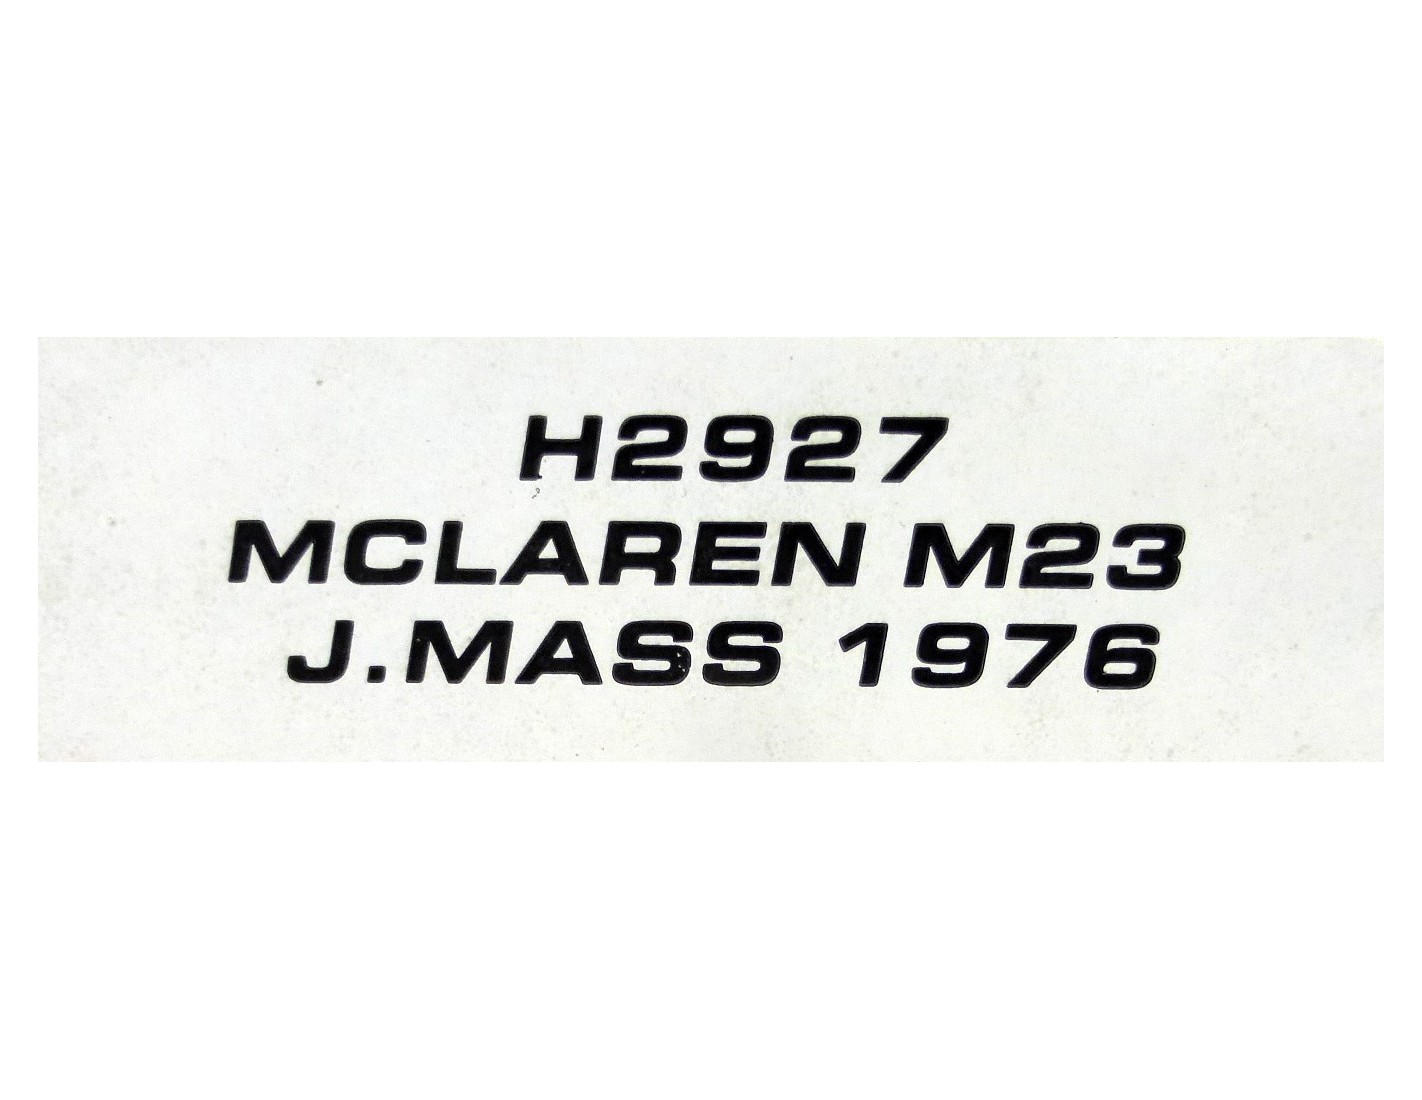 H2927
MCLAREN M23
J.MASS 1976